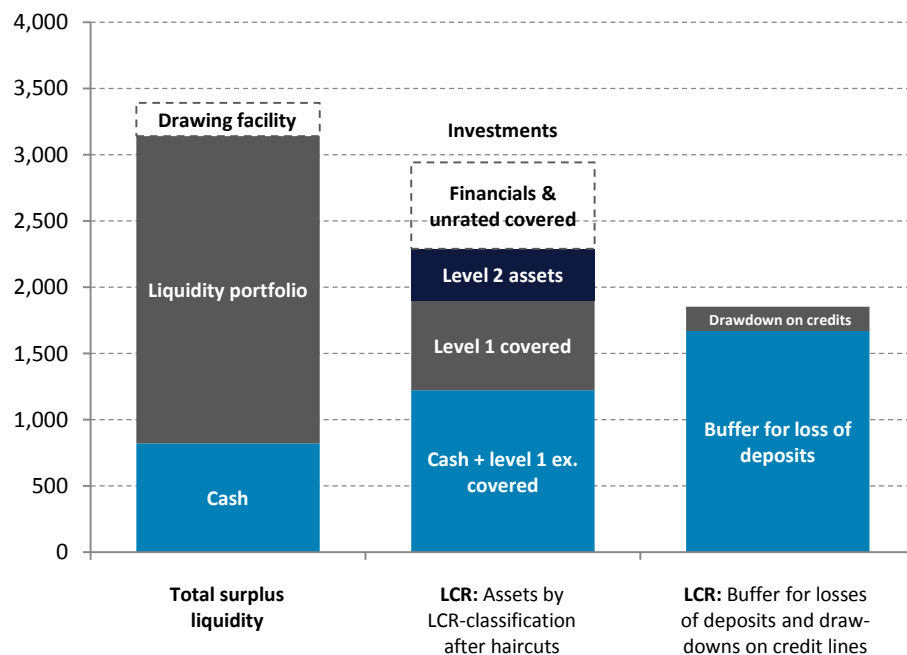 4,000
3,500
3,000
2,500
2,000
1,500
1,000
500
0
Drawing facility
Liquidity portfolio
Cash
Investments
Financials &
unrated covered
Level 2 assets
Level 1 covered
Cash + level 1 ex.
covered
Drawdown on credits
Buffer for loss of
deposits
Total surplus
liquidity
LCR: Assets by
LCR-classification
after haircuts
LCR: Buffer for losses
of deposits and draw-
downs on credit lines